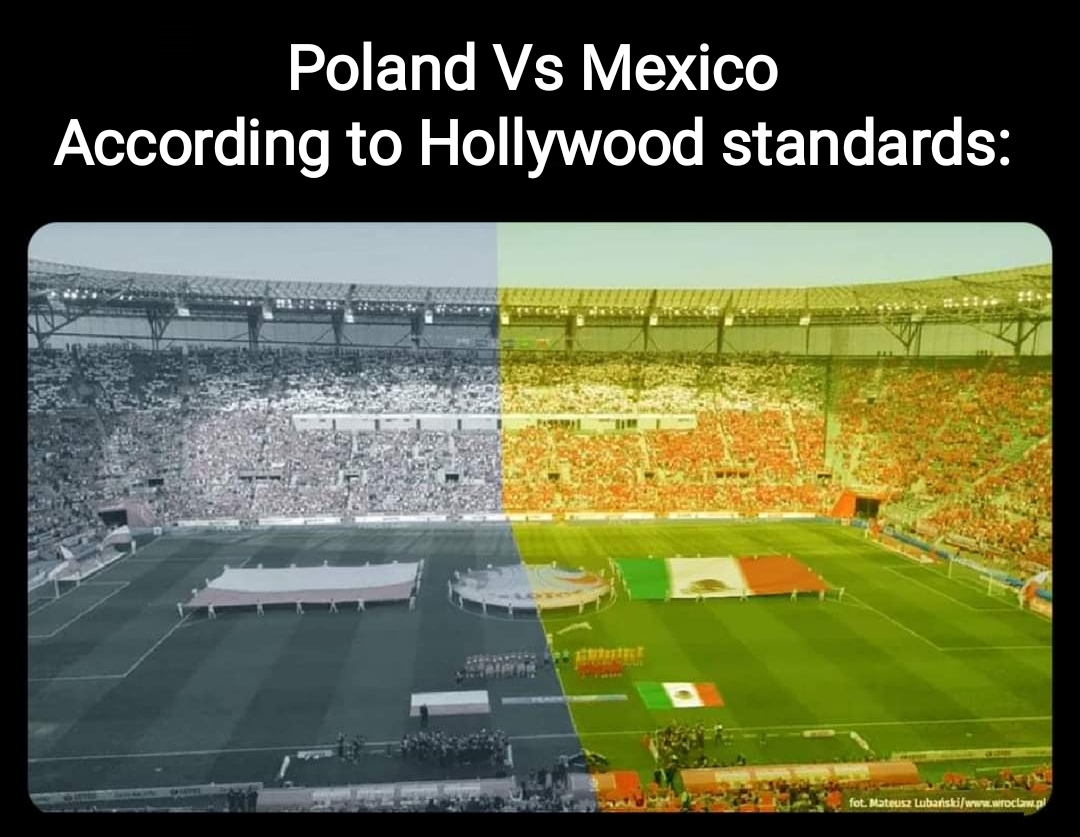 Poland Vs Mexico
According to Hollywood standards:
fot. Mateusz Lubański/www.wroclaw.pl